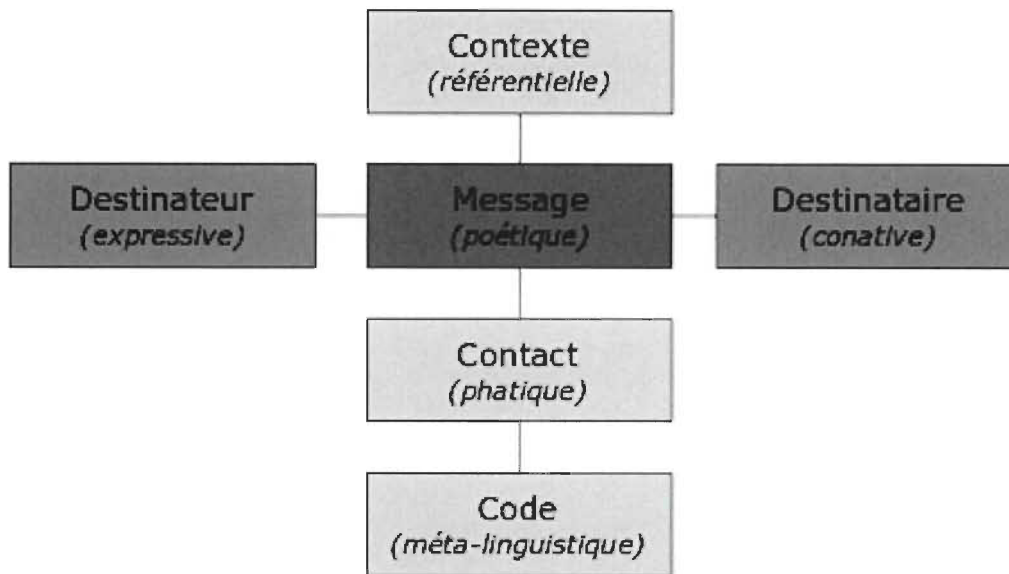 Contexte
(référentielle)
Destinateur
(expressive)
Message
(poétique)
Destinataire
(conative)
Contact
(phatique)
Code
(méta-linguistique)